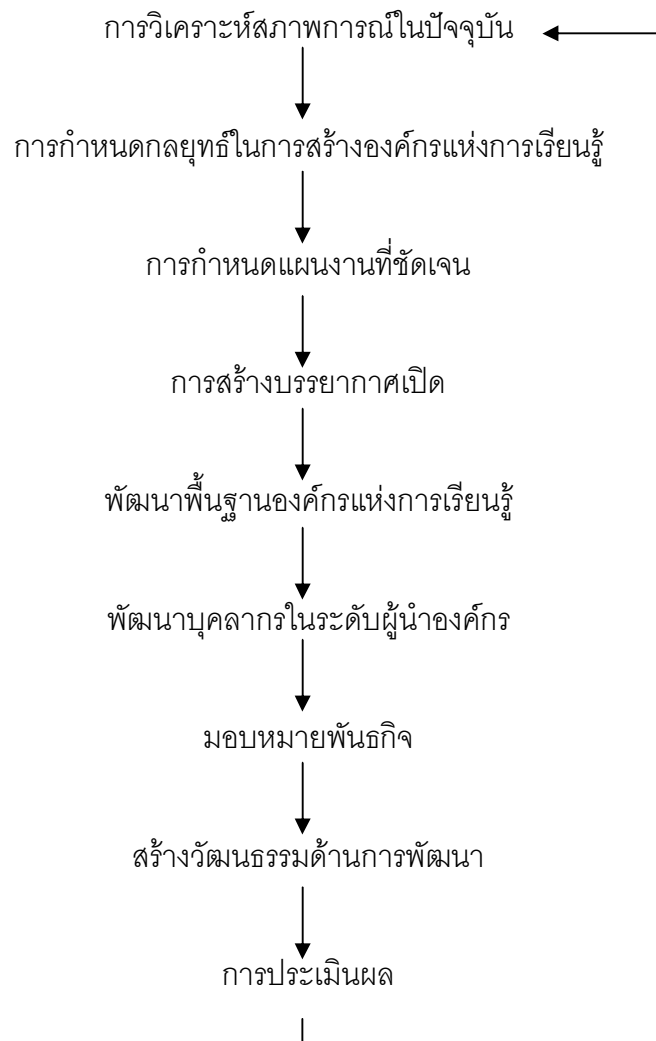 การวิเคราะห์สภาพการณ์ในปัจจุบัน
การกำหนดกลยุทธ์ในการสร้างองค์กรแห่งการเรียนรู้
การกำหนดแผนงานที่ชัดเจน
การสร้างบรรยากาศเปิด
พัฒนาพื้นฐานองค์กรแห่งการเรียนรู้
พัฒนาบุคลากรในระดับผู้นำองค์กร
มอบหมายพันธกิจ
สร้างวัฒนธรรมด้านการพัฒนา
การประเมินผล